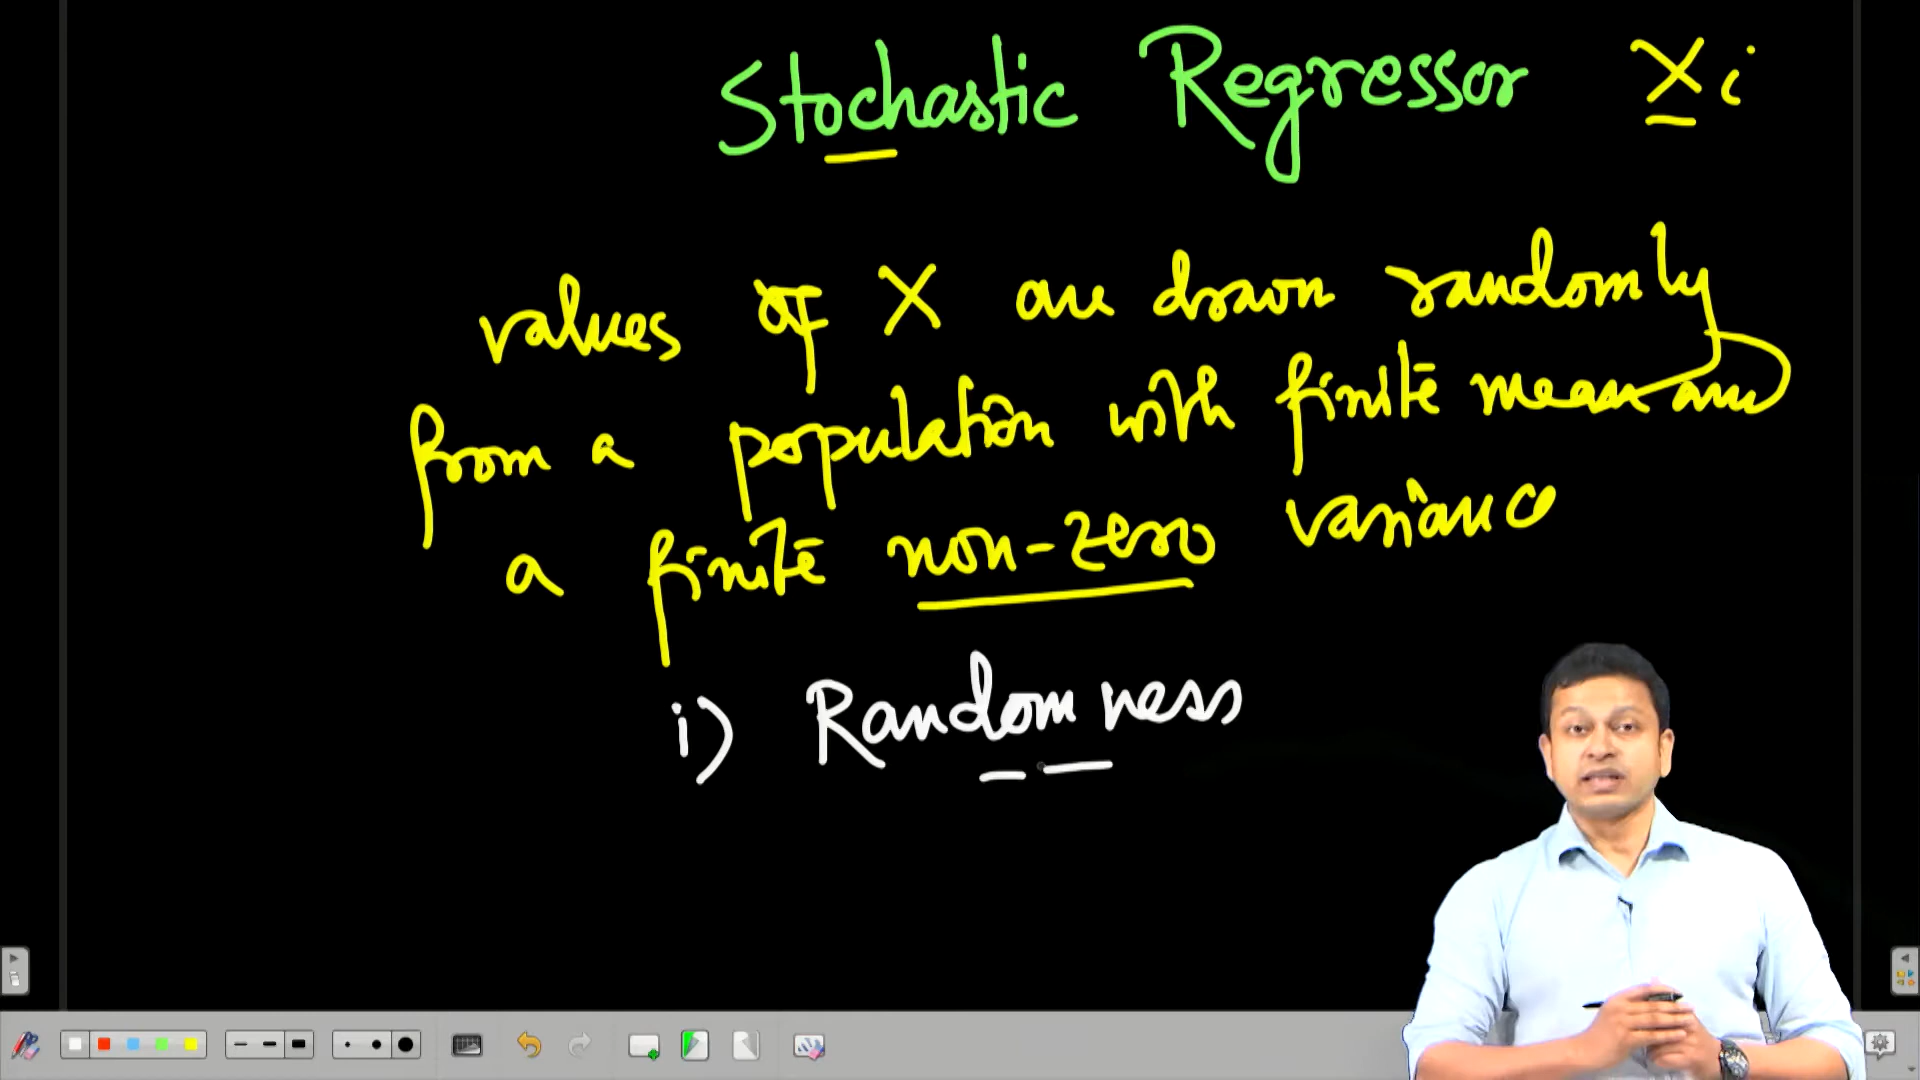 Stochastic Regressor Xi
values of X are drawn randomly
from a population with finite mean and
a finite non-zero variance
i) Randomness